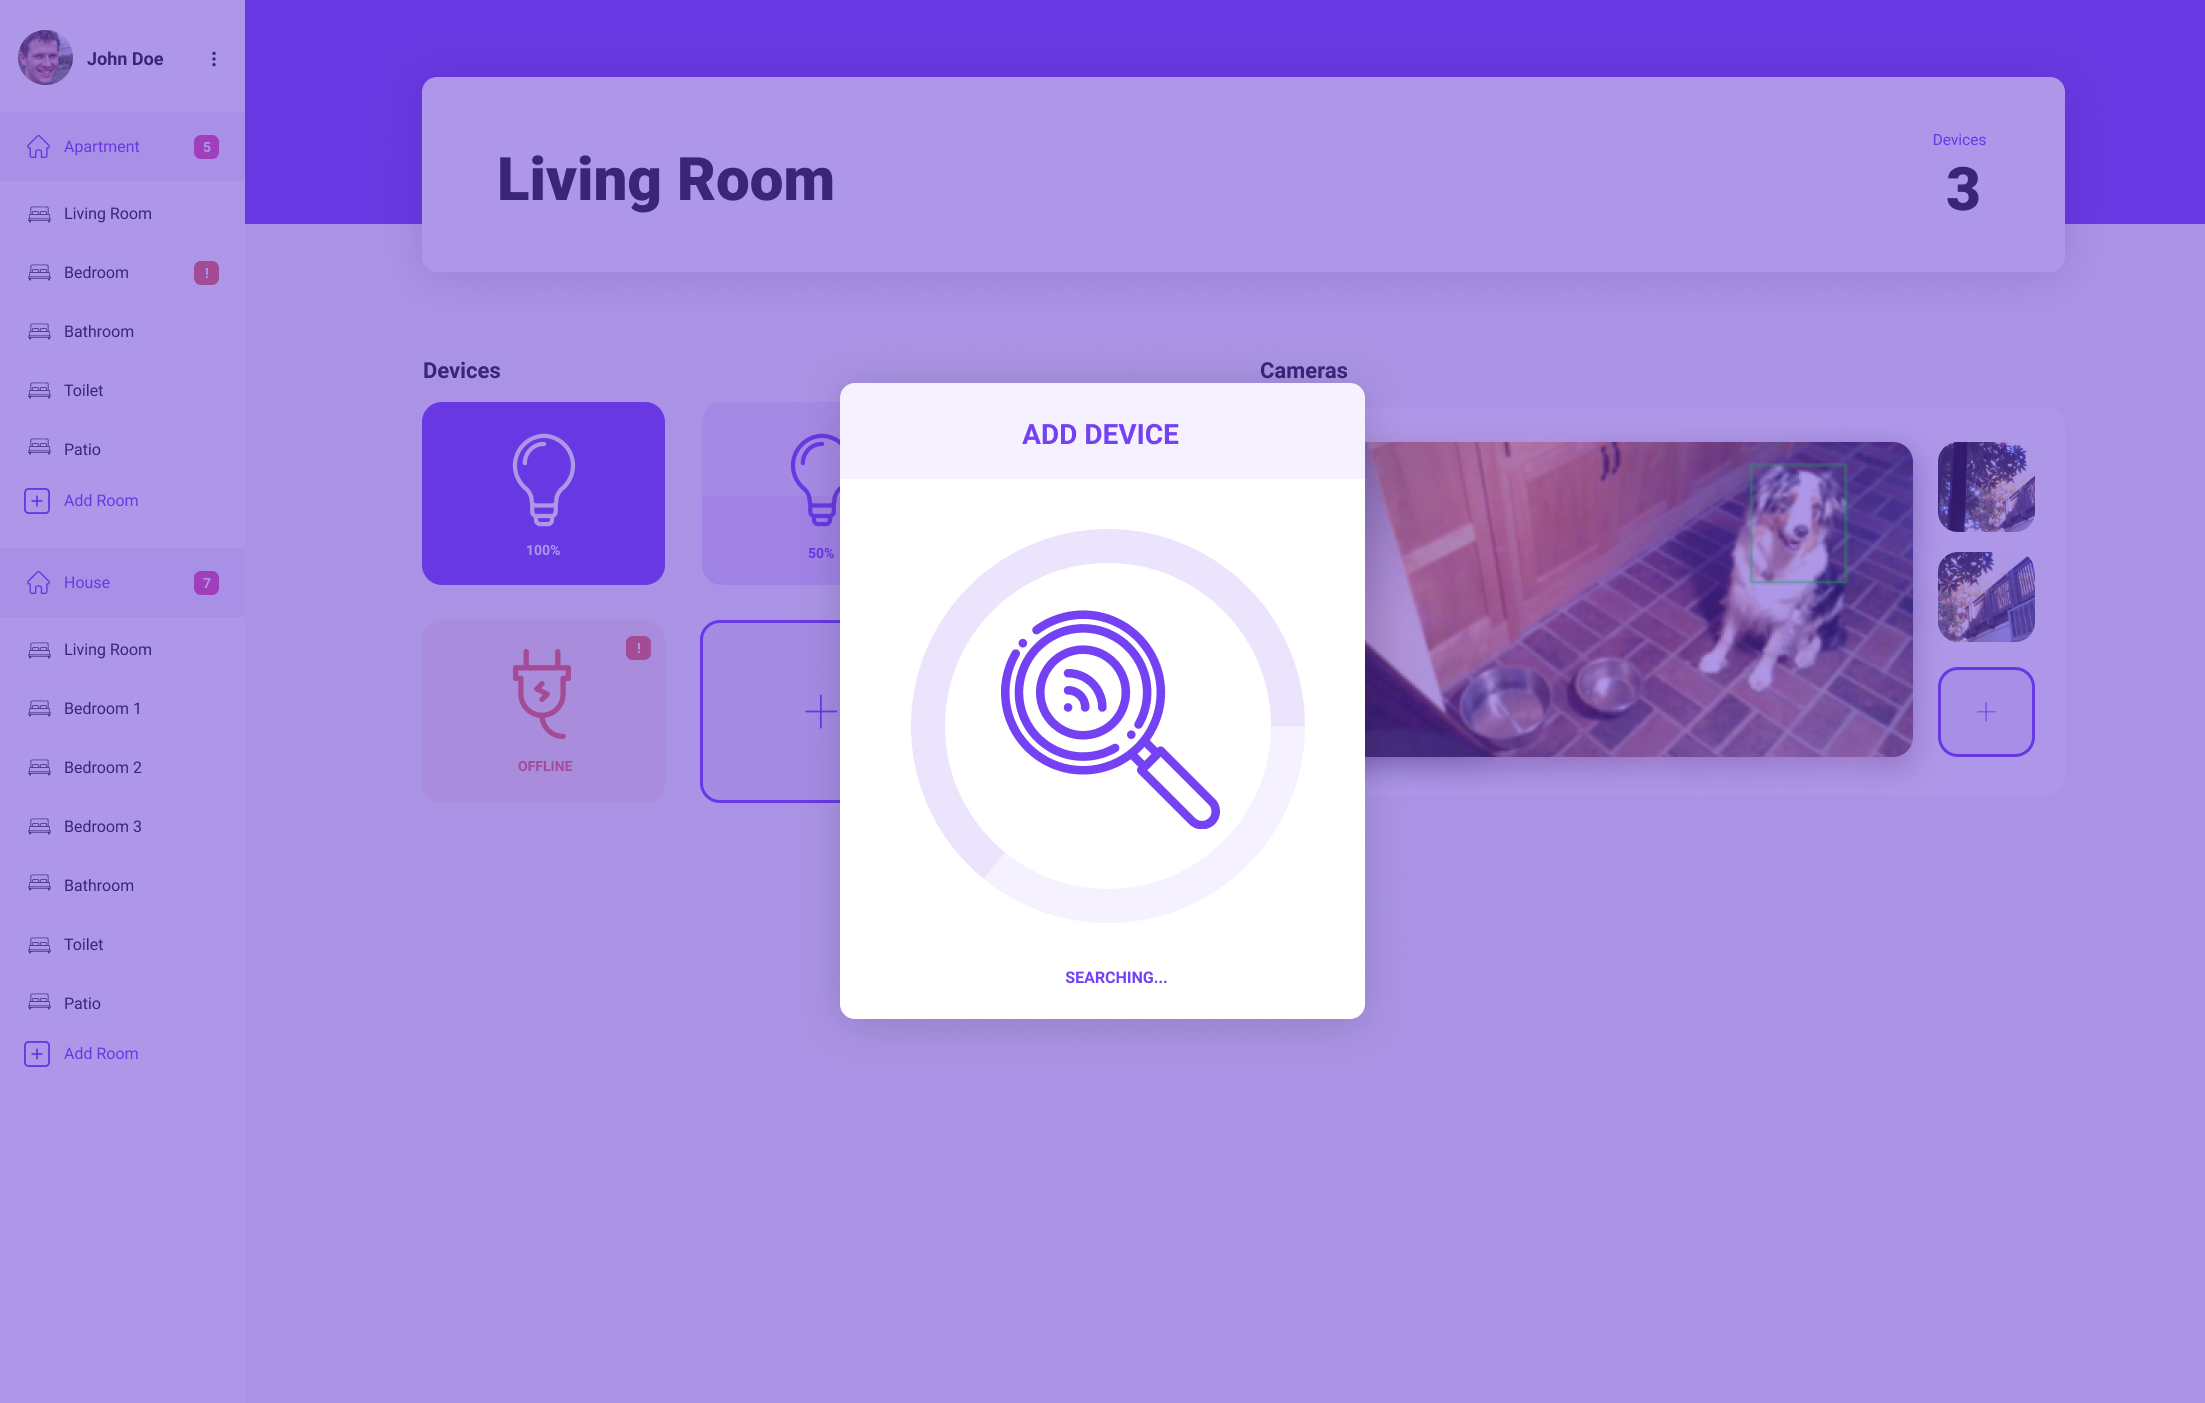 John Doe
Apartment 5
Living Room
Bedroom !
Bathroom
Toilet
Patio
Add Room
House 7
Living Room
Bedroom 1
Bedroom 2
Bedroom 3
Bathroom
Toilet
Patio
Add Room
Living Room
Devices
3
Devices
100%
50%
!
OFFLINE
Cameras
ADD DEVICE
SEARCHING...